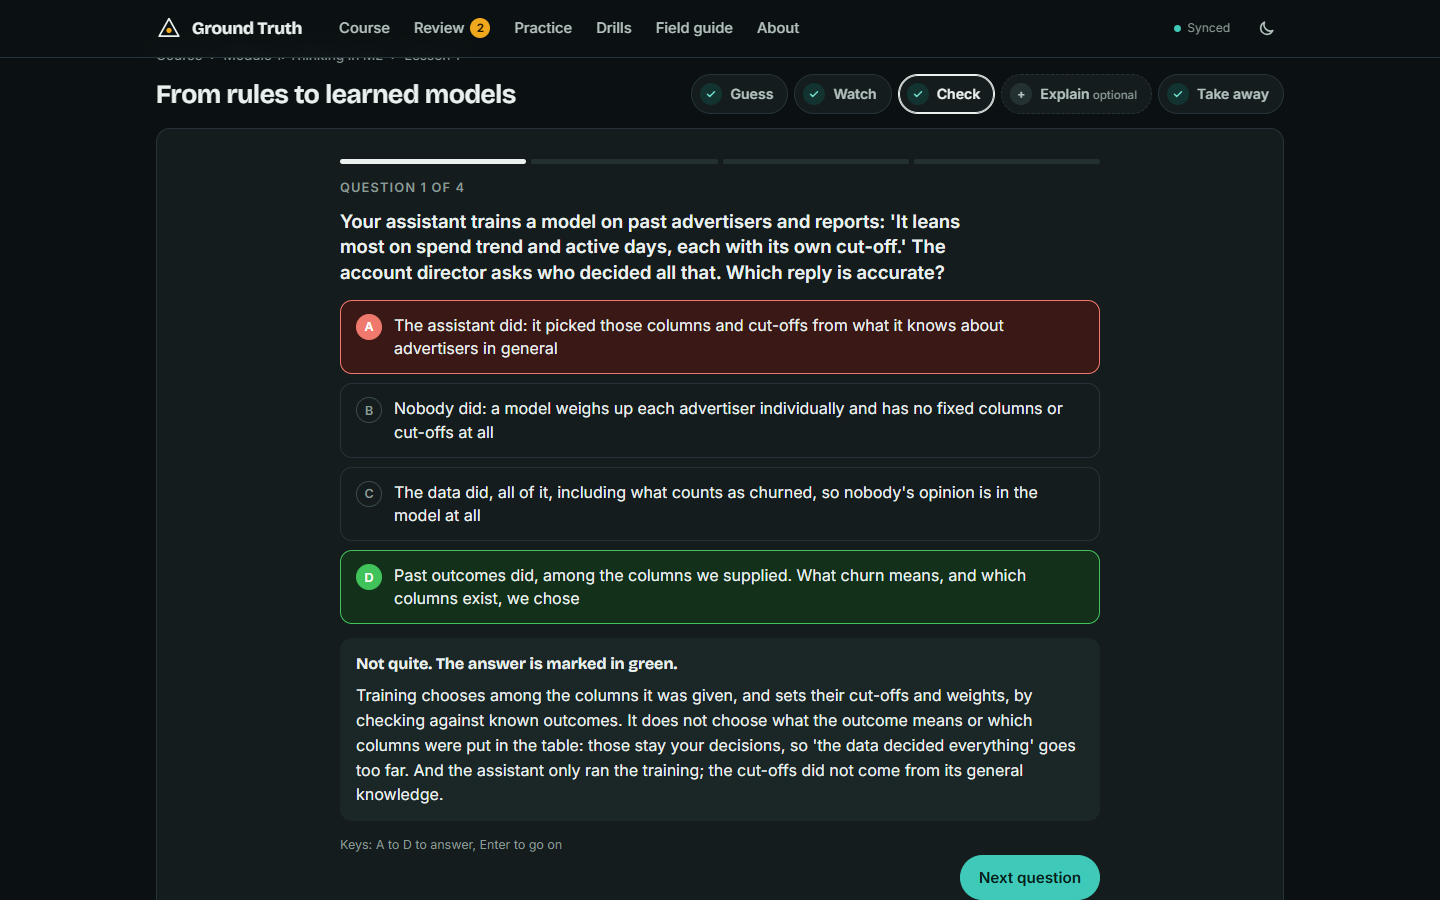 Ground Truth
Course
Review 2
Practice
Drills
Field guide
About
Synced
From rules to learned models
Guess
Watch
Check
Explain optional
Take away
QUESTION 1 OF 4
Your assistant trains a model on past advertisers and reports: 'It leans
most on spend trend and active days, each with its own cut-off.' The
account director asks who decided all that. Which reply is accurate?
A
The assistant did: it picked those columns and cut-offs from what it knows about
advertisers in general
B
Nobody did: a model weighs up each advertiser individually and has no fixed columns or
cut-offs at all
C
The data did, all of it, including what counts as churned, so nobody's opinion is in the
model at all
D
Past outcomes did, among the columns we supplied. What churn means, and which
columns exist, we chose
Not quite. The answer is marked in green.
Training chooses among the columns it was given, and sets their cut-offs and weights, by
checking against known outcomes. It does not choose what the outcome means or which
columns were put in the table: those stay your decisions, so 'the data decided everything' goes
too far. And the assistant only ran the training; the cut-offs did not come from its general
knowledge.
Keys: A to D to answer, Enter to go on
Next question